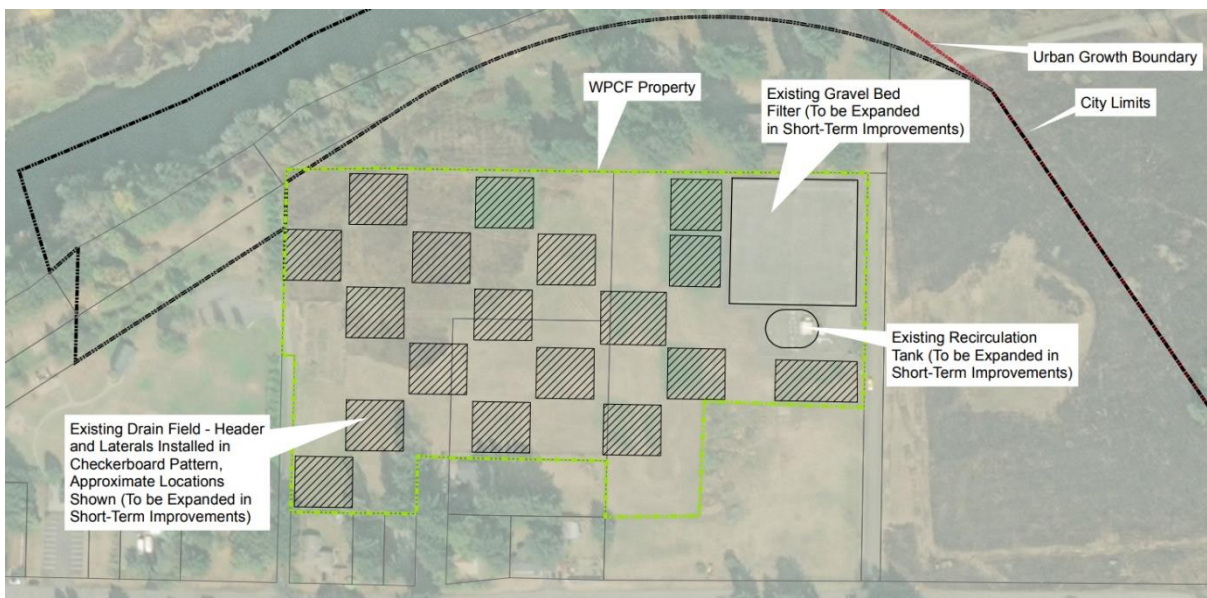 Urban Growth Boundary
WPCF Property
Existing Gravel Bed
Filter (To be Expanded
in Short-Term Improvements)
City Limits
Existing Recirculation
Tank (To be Expanded in
Short-Term Improvements)
Existing Drain Field - Header
and Laterals Installed in
Checkerboard Pattern,
Approximate Locations
Shown (To be Expanded in
Short-Term Improvements)